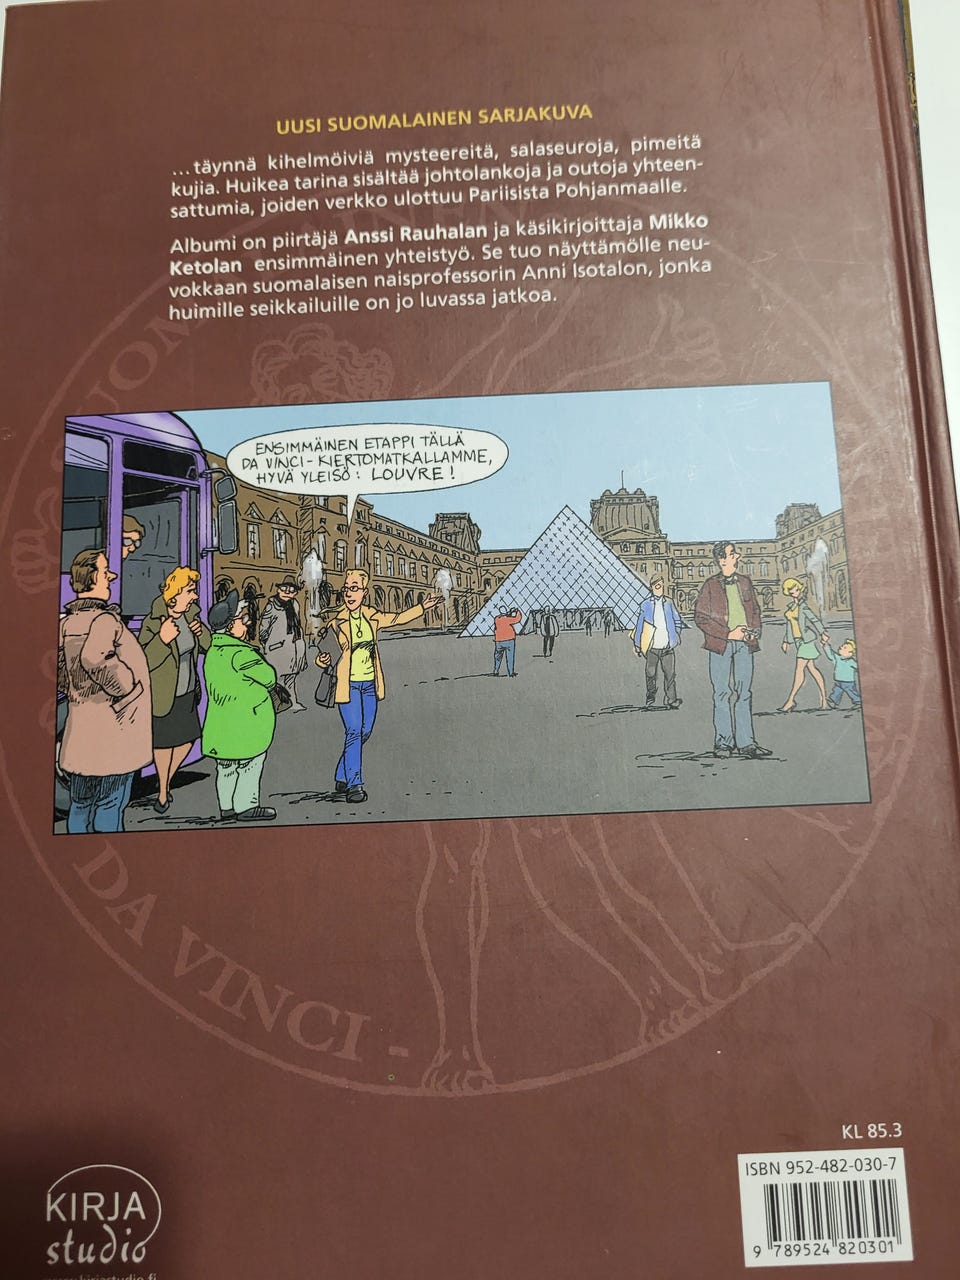 UUSI SUOMALAINEN SARJAKUVA
...täynnä kihelmöiviä mysteereitä, salaseuroja, pimeitä
kujia. Huikea tarina sisältää johtolankoja ja outoja yhteen-
sattumia, joiden verkko ulottuu Pariisista Pohjanmaalle.
Albumi on piirtäjä Anssi Rauhalan ja käsikirjoittaja Mikko
Ketolan ensimmäinen yhteistyö. Se tuo näyttämölle neu-
vokkaan suomalaisen naisprofessorin Anni Isotalon, jonka
huimille seikkailuille on jo luvassa jatkoa.
ENSIMMÄINEN ETAPPI TÄLLÄ
DA VINCI-KIERTOMATKALLAMME,
HYVÄ YLEISÖ: LOUVRE!
DA VINCI -
KL 85.3
ISBN 952-482-030-7
9 789524 820301
KIRJA
studio
www.kirjastudio.fi